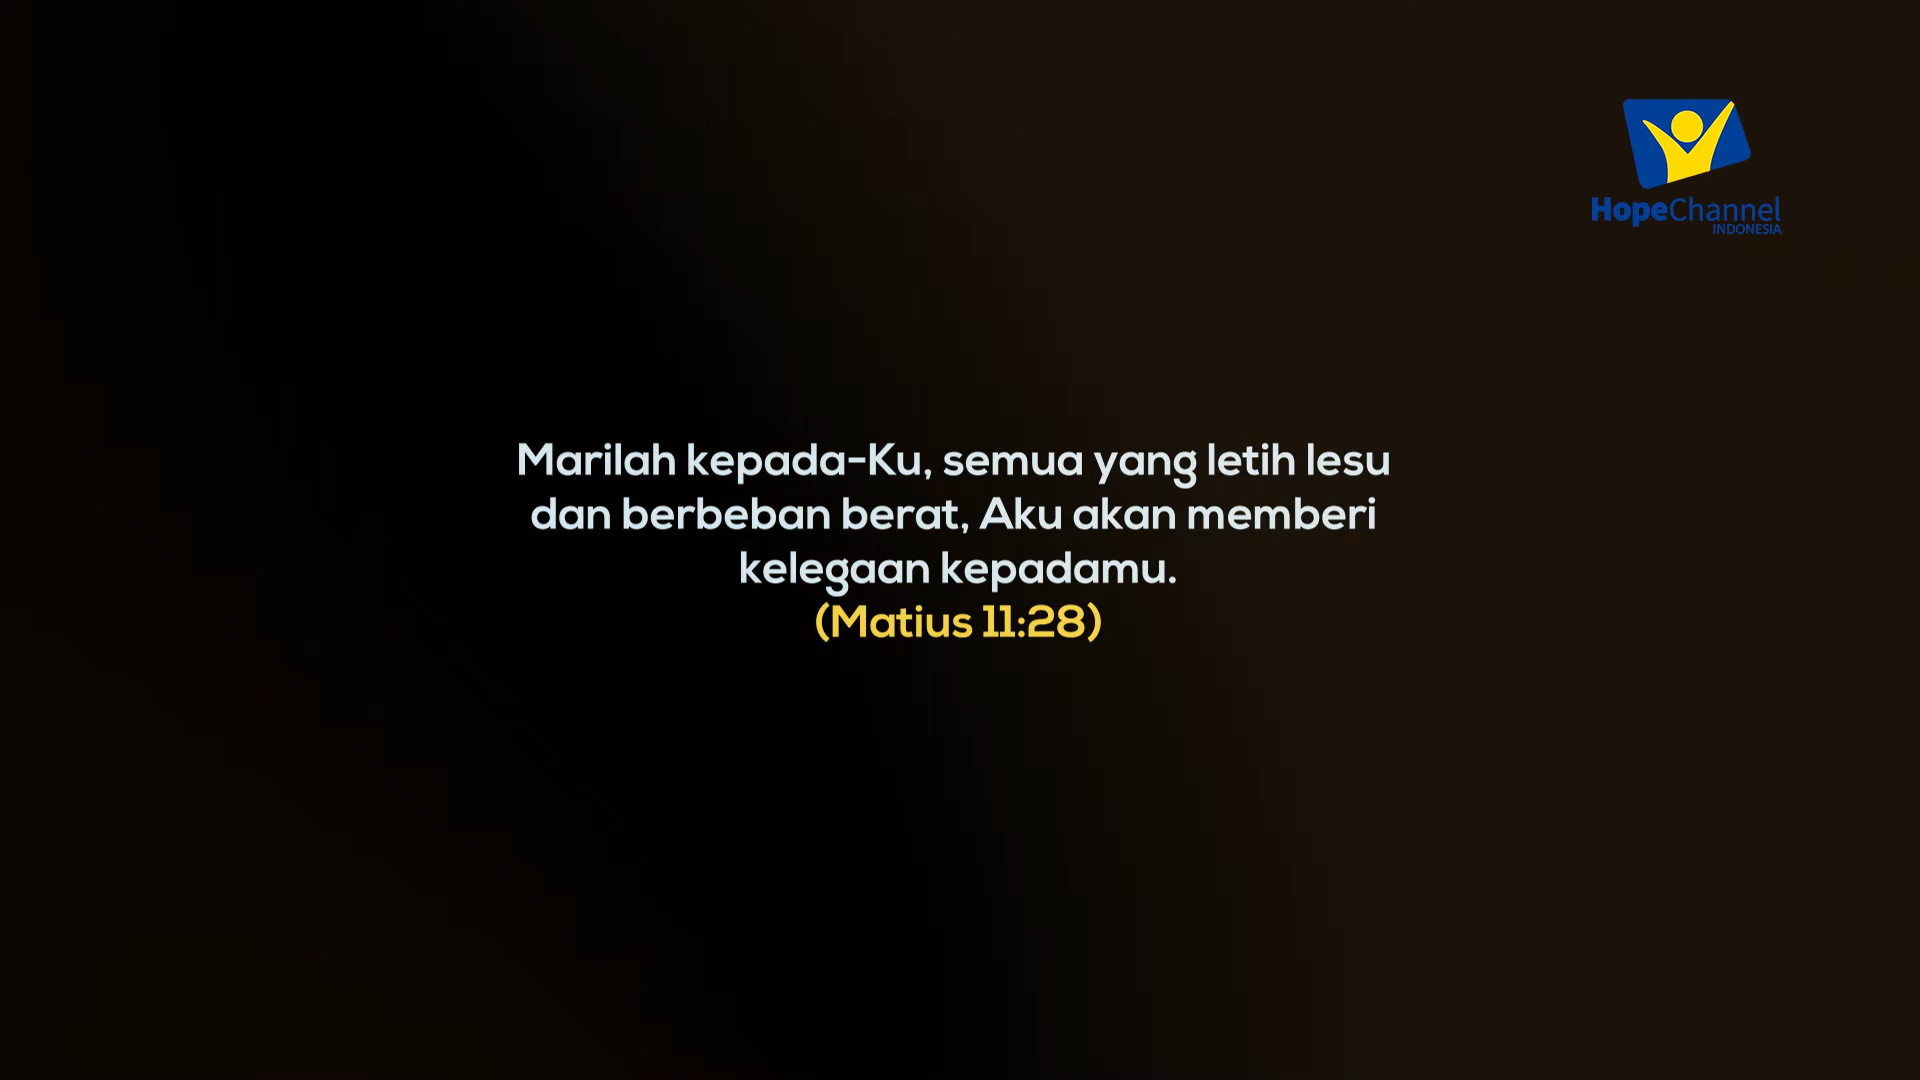 HopeChannel
INDONESIA
Marilah kepada-Ku, semua yang letih lesu
dan berbeban berat, Aku akan memberi
kelegaan kepadamu.
(Matius 11:28)